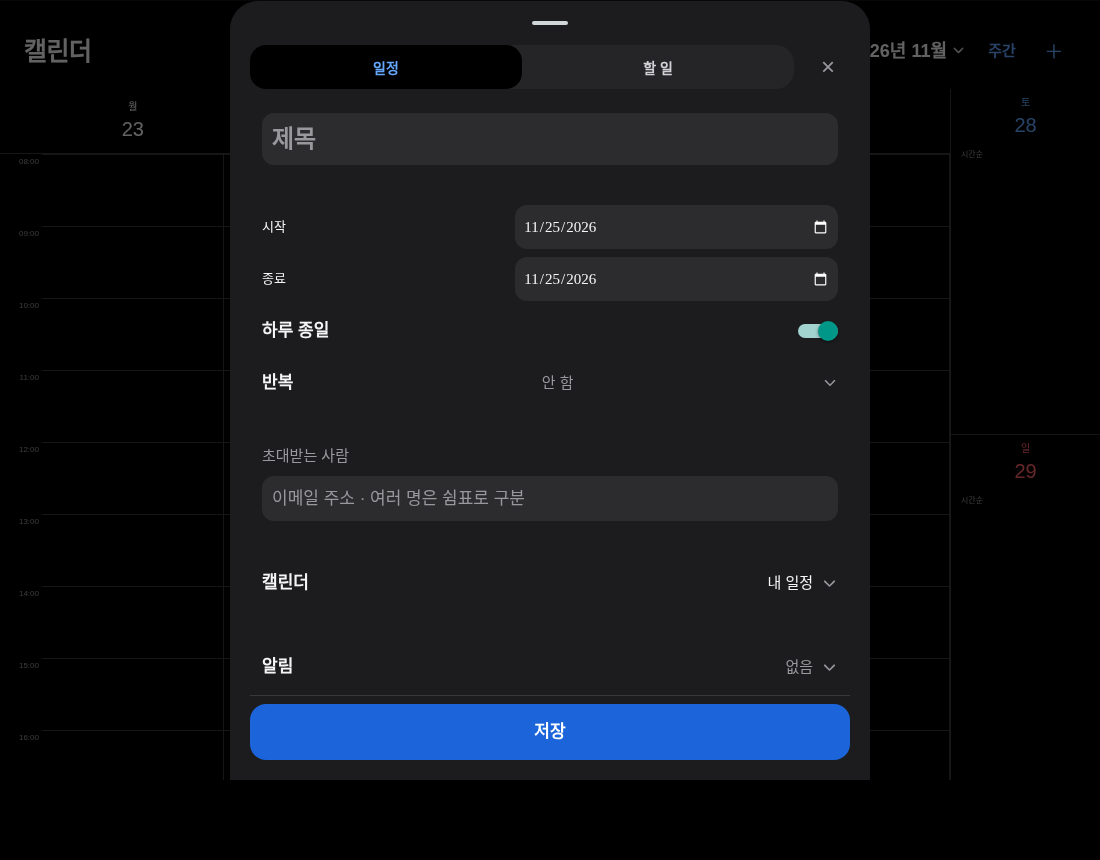 캘린더
26년 11월
주간
일정
할 일
월
23
토
28
시간순
제목
08:00
09:00
10:00
11:00
12:00
13:00
14:00
15:00
16:00
시작
11/25/2026
종료
11/25/2026
하루 종일
반복
안 함
초대받는 사람
이메일 주소 · 여러 명은 쉼표로 구분
일
29
시간순
캘린더
내 일정
알림
없음
저장